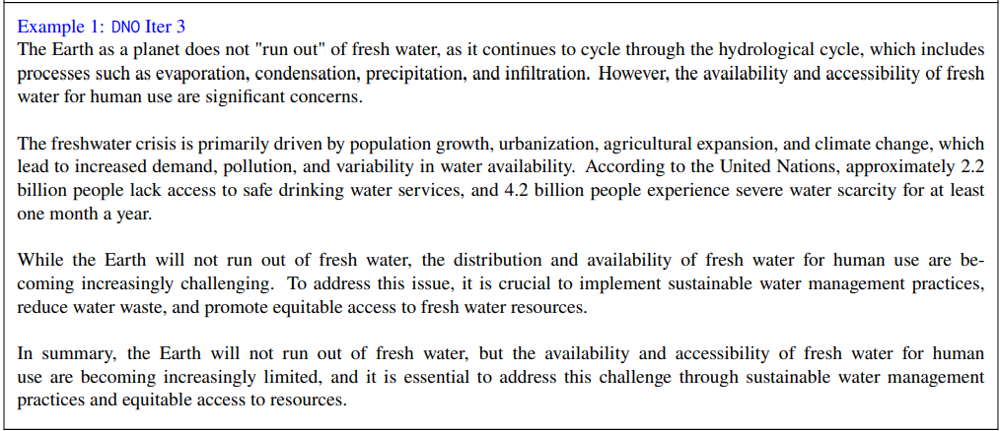 Example 1: DNO Iter 3
The Earth as a planet does not "run out" of fresh water, as it continues to cycle through the hydrological cycle, which includes
processes such as evaporation, condensation, precipitation, and infiltration. However, the availability and accessibility of fresh
water for human use are significant concerns.
The freshwater crisis is primarily driven by population growth, urbanization, agricultural expansion, and climate change, which
lead to increased demand, pollution, and variability in water availability. According to the United Nations, approximately 2.2
billion people lack access to safe drinking water services, and 4.2 billion people experience severe water scarcity for at least
one month a year.
While the Earth will not run out of fresh water, the distribution and availability of fresh water for human use are be-
coming increasingly challenging. To address this issue, it is crucial to implement sustainable water management practices,
reduce water waste, and promote equitable access to fresh water resources.
In summary, the Earth will not run out of fresh water, but the availability and accessibility of fresh water for human
use are becoming increasingly limited, and it is essential to address this challenge through sustainable water management
practices and equitable access to resources.